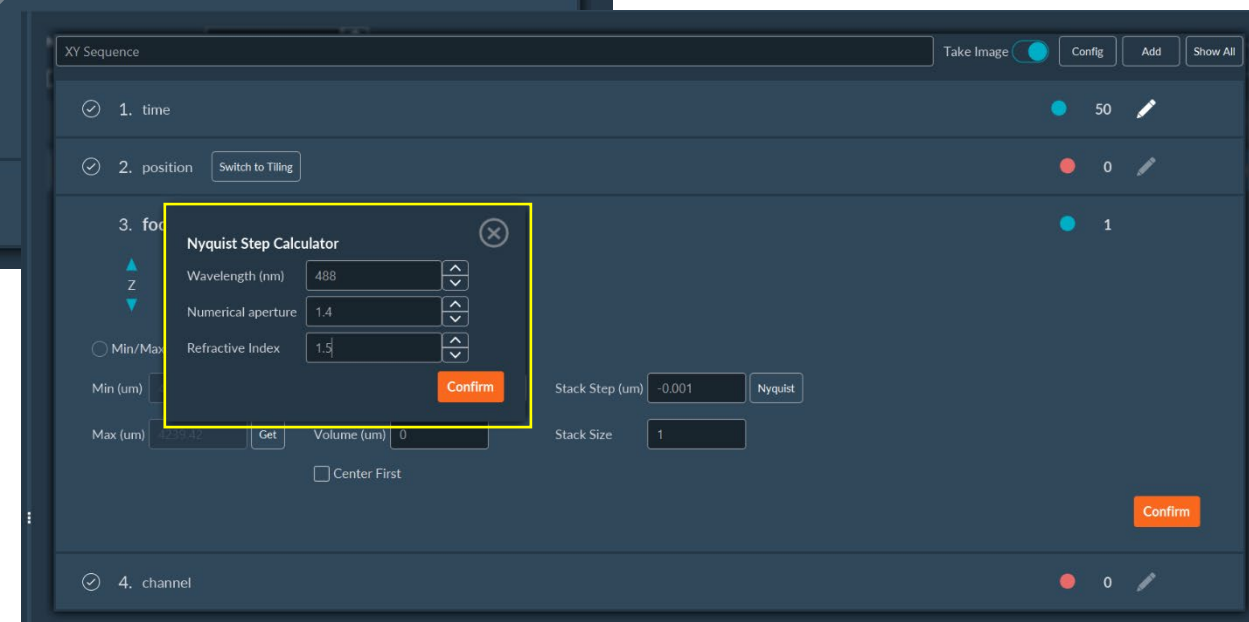 XY Sequence Take Image Config Add Show All
1. time 50
2. position Switch to Tiling 0
3. foc 1
Nyquist Step Calculator
Z
Wavelength (nm) 488
Numerical aperture 1.4
Min/Max Refractive Index 1.5
Confirm
Min (um) Stack Step (um) -0.001 Nyquist
Max (um) 4239.42 Get Volume (um) 0 Stack Size 1
Center First
Confirm
4. channel 0